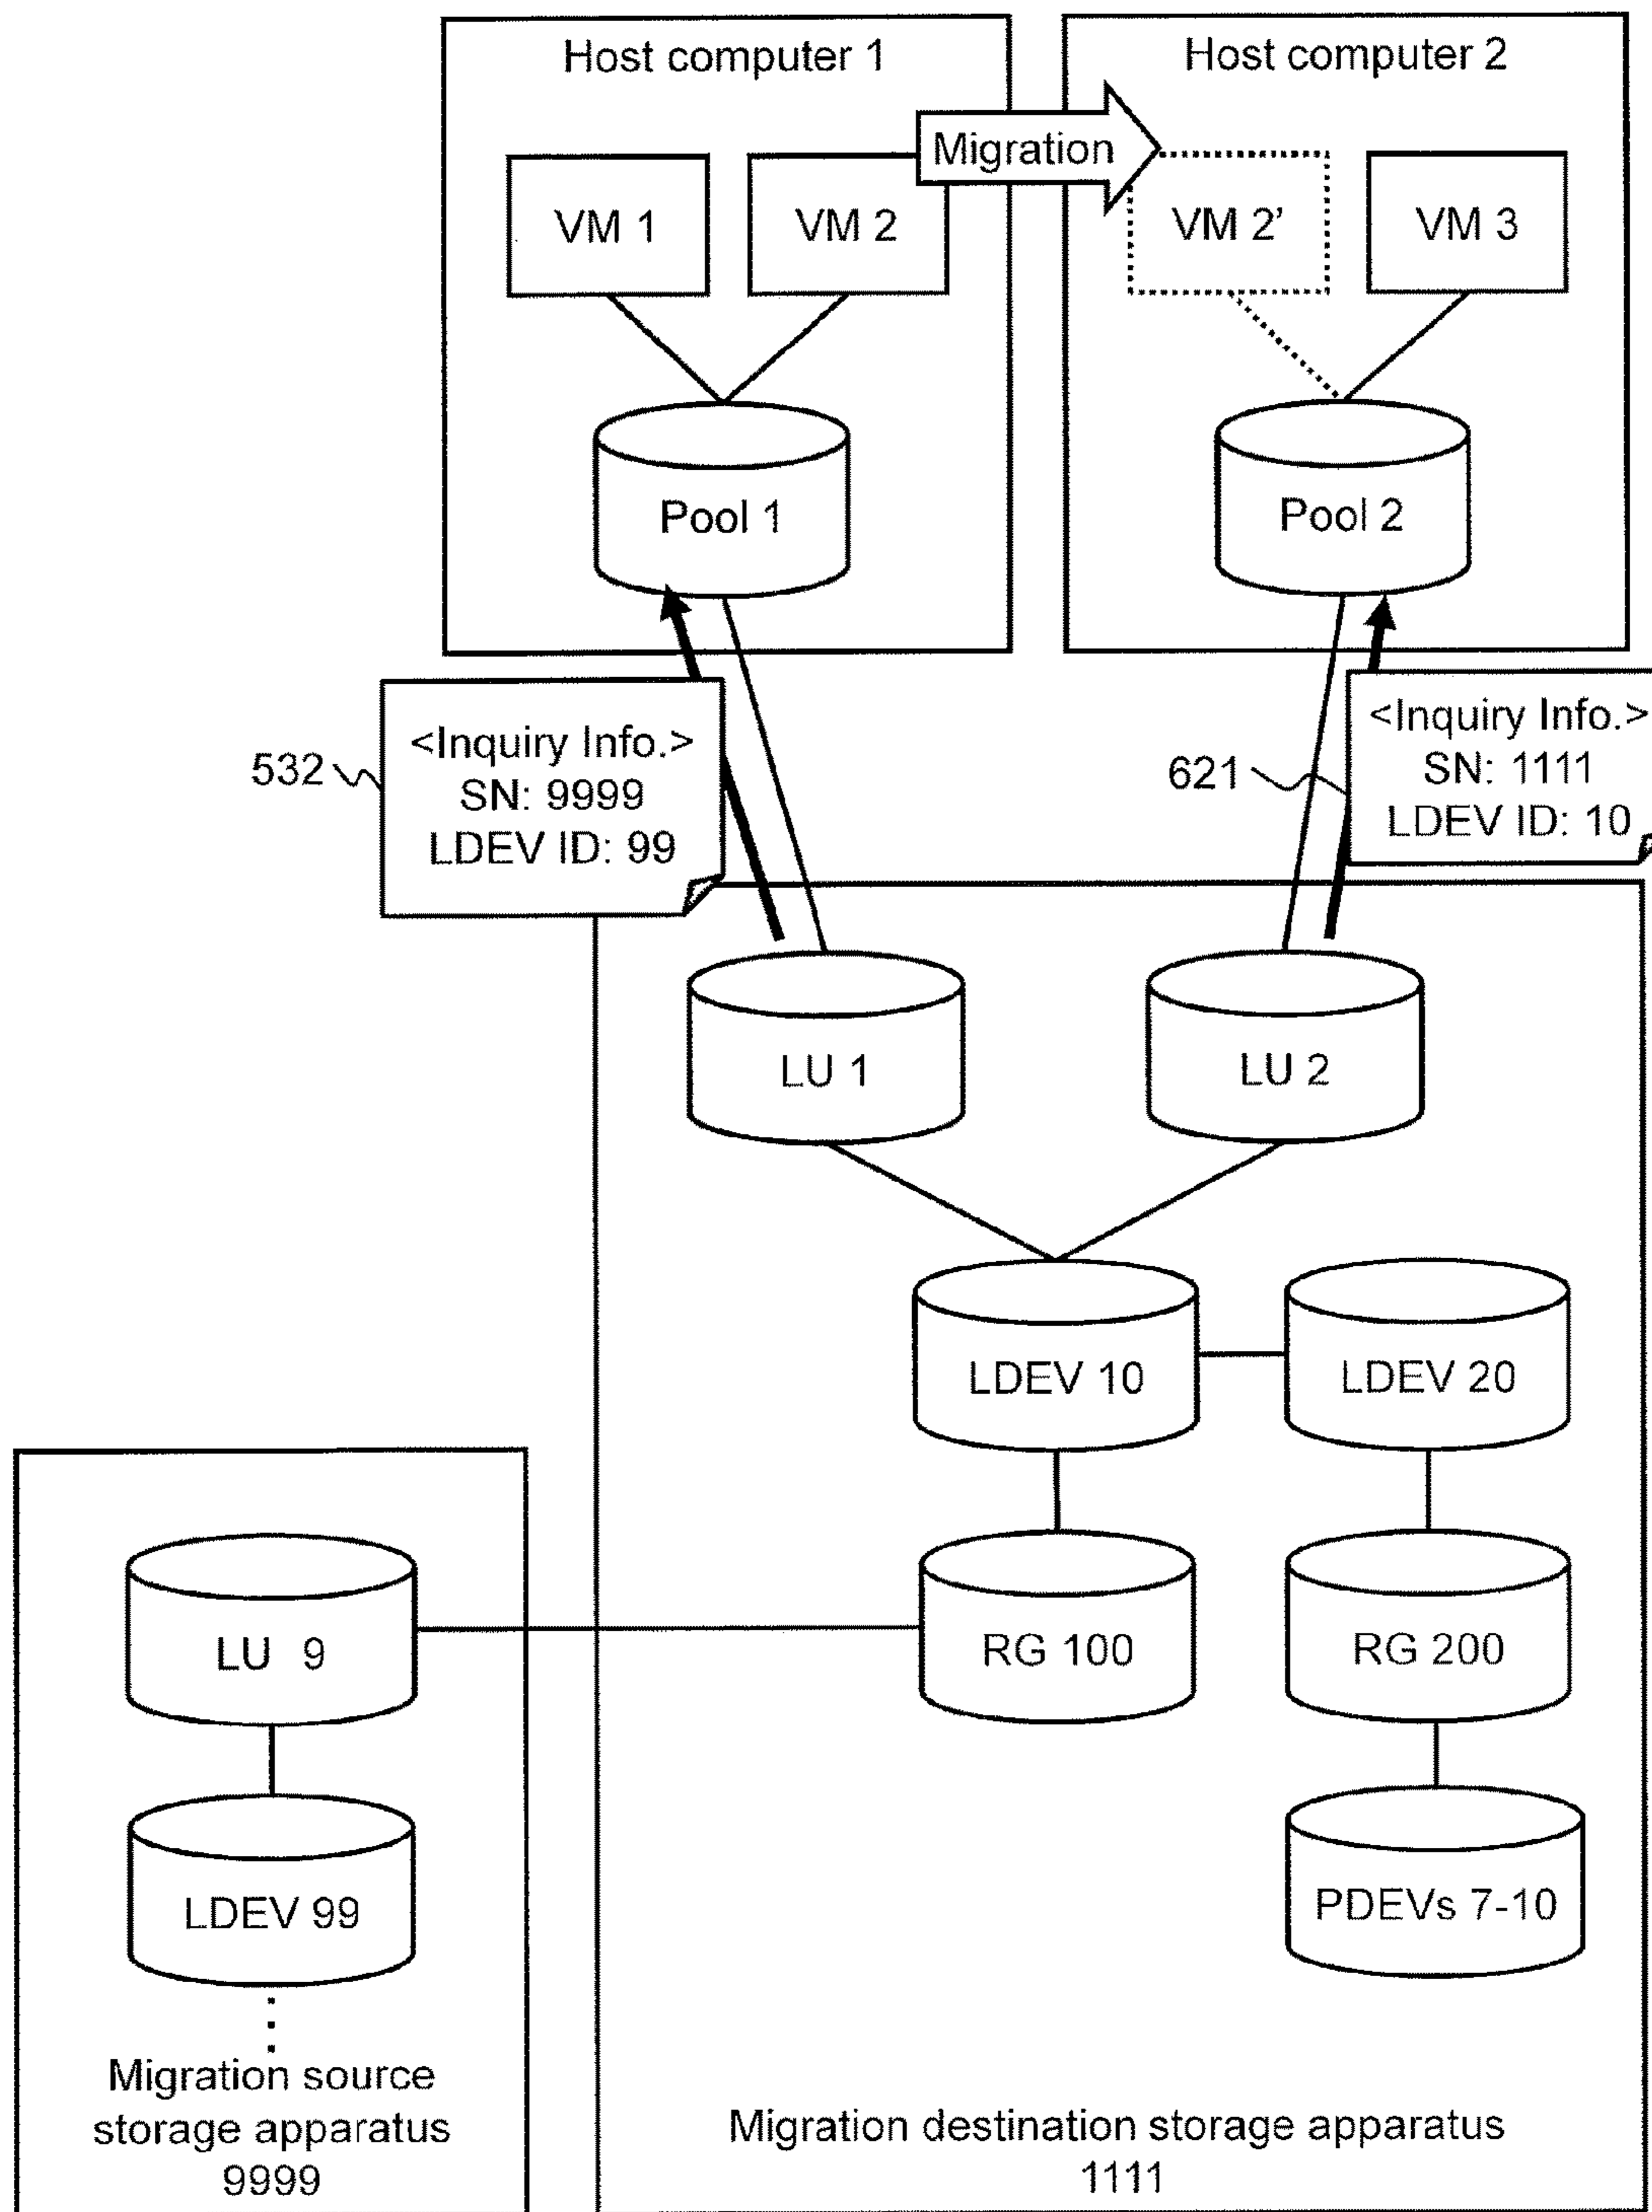 Host computer 1
Host computer 2
Migration
VM 1
VM 2
VM 2’
VM 3
Pool 1
Pool 2
532
<Inquiry Info.>
SN: 9999
LDEV ID: 99
621
<Inquiry Info.>
SN: 1111
LDEV ID: 10
LU 1
LU 2
LDEV 10
LDEV 20
LU 9
RG 100
RG 200
LDEV 99
PDEVs 7-10
Migration source
storage apparatus
9999
Migration destination storage apparatus
1111